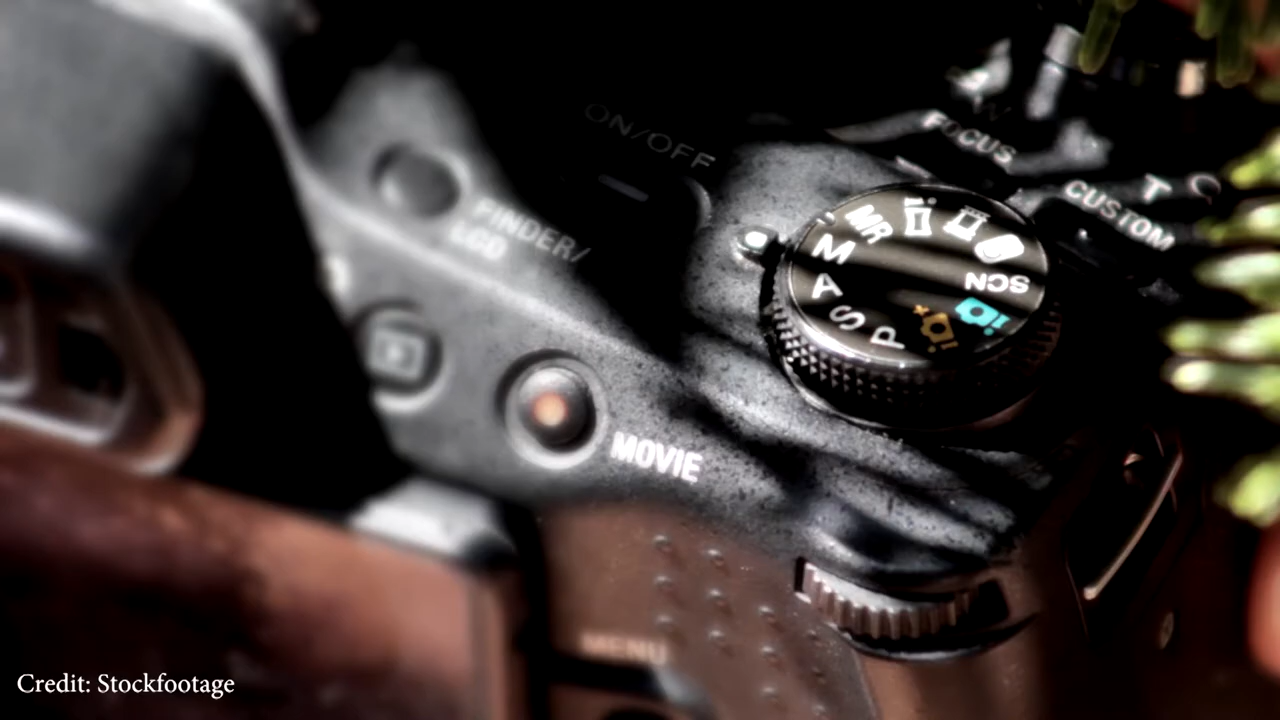 ON/OFF
FOCUS
CUSTOM
T
FINDER/
LCD
MR
M
A
S
P
SCN
i
i+
MOVIE
MENU
Credit: Stockfootage